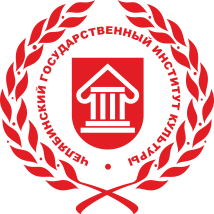 ЧЕЛЯБИНСКИЙ ГОСУДАРСТВЕННЫЙ ИНСТИТУТ КУЛЬТУРЫ